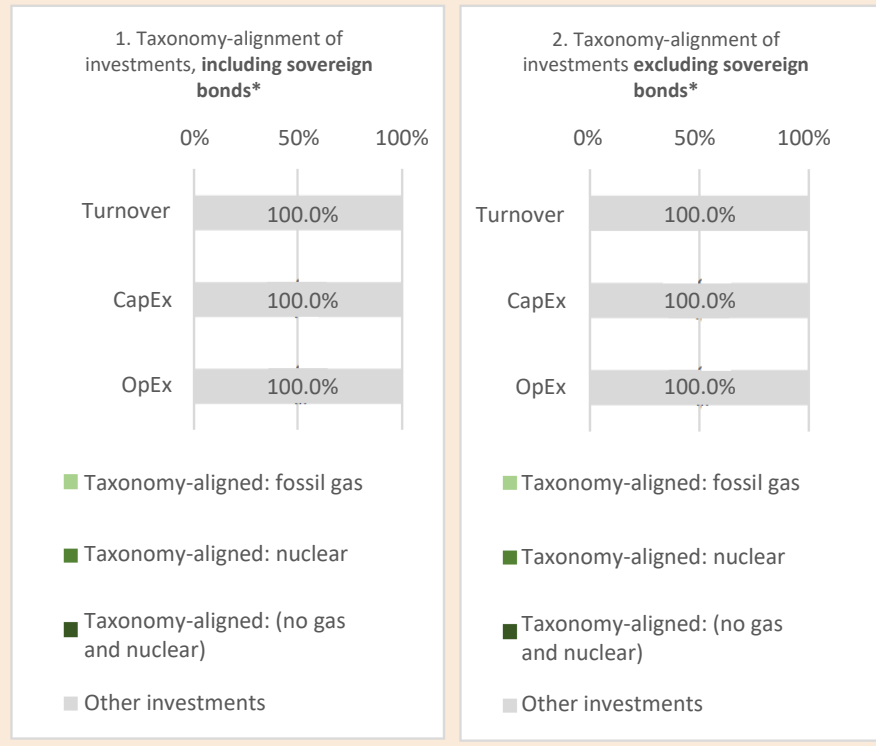 1. Taxonomy-alignment of
investments, including sovereign
bonds*
0% 50% 100%
Turnover 100.0%
CapEx 100.0%
OpEx 100.0%
Taxonomy-aligned: fossil gas
Taxonomy-aligned: nuclear
Taxonomy-aligned: (no gas
and nuclear)
Other investments
2. Taxonomy-alignment of
investments excluding sovereign
bonds*
0% 50% 100%
Turnover 100.0%
CapEx 100.0%
OpEx 100.0%
Taxonomy-aligned: fossil gas
Taxonomy-aligned: nuclear
Taxonomy-aligned: (no gas
and nuclear)
Other investments